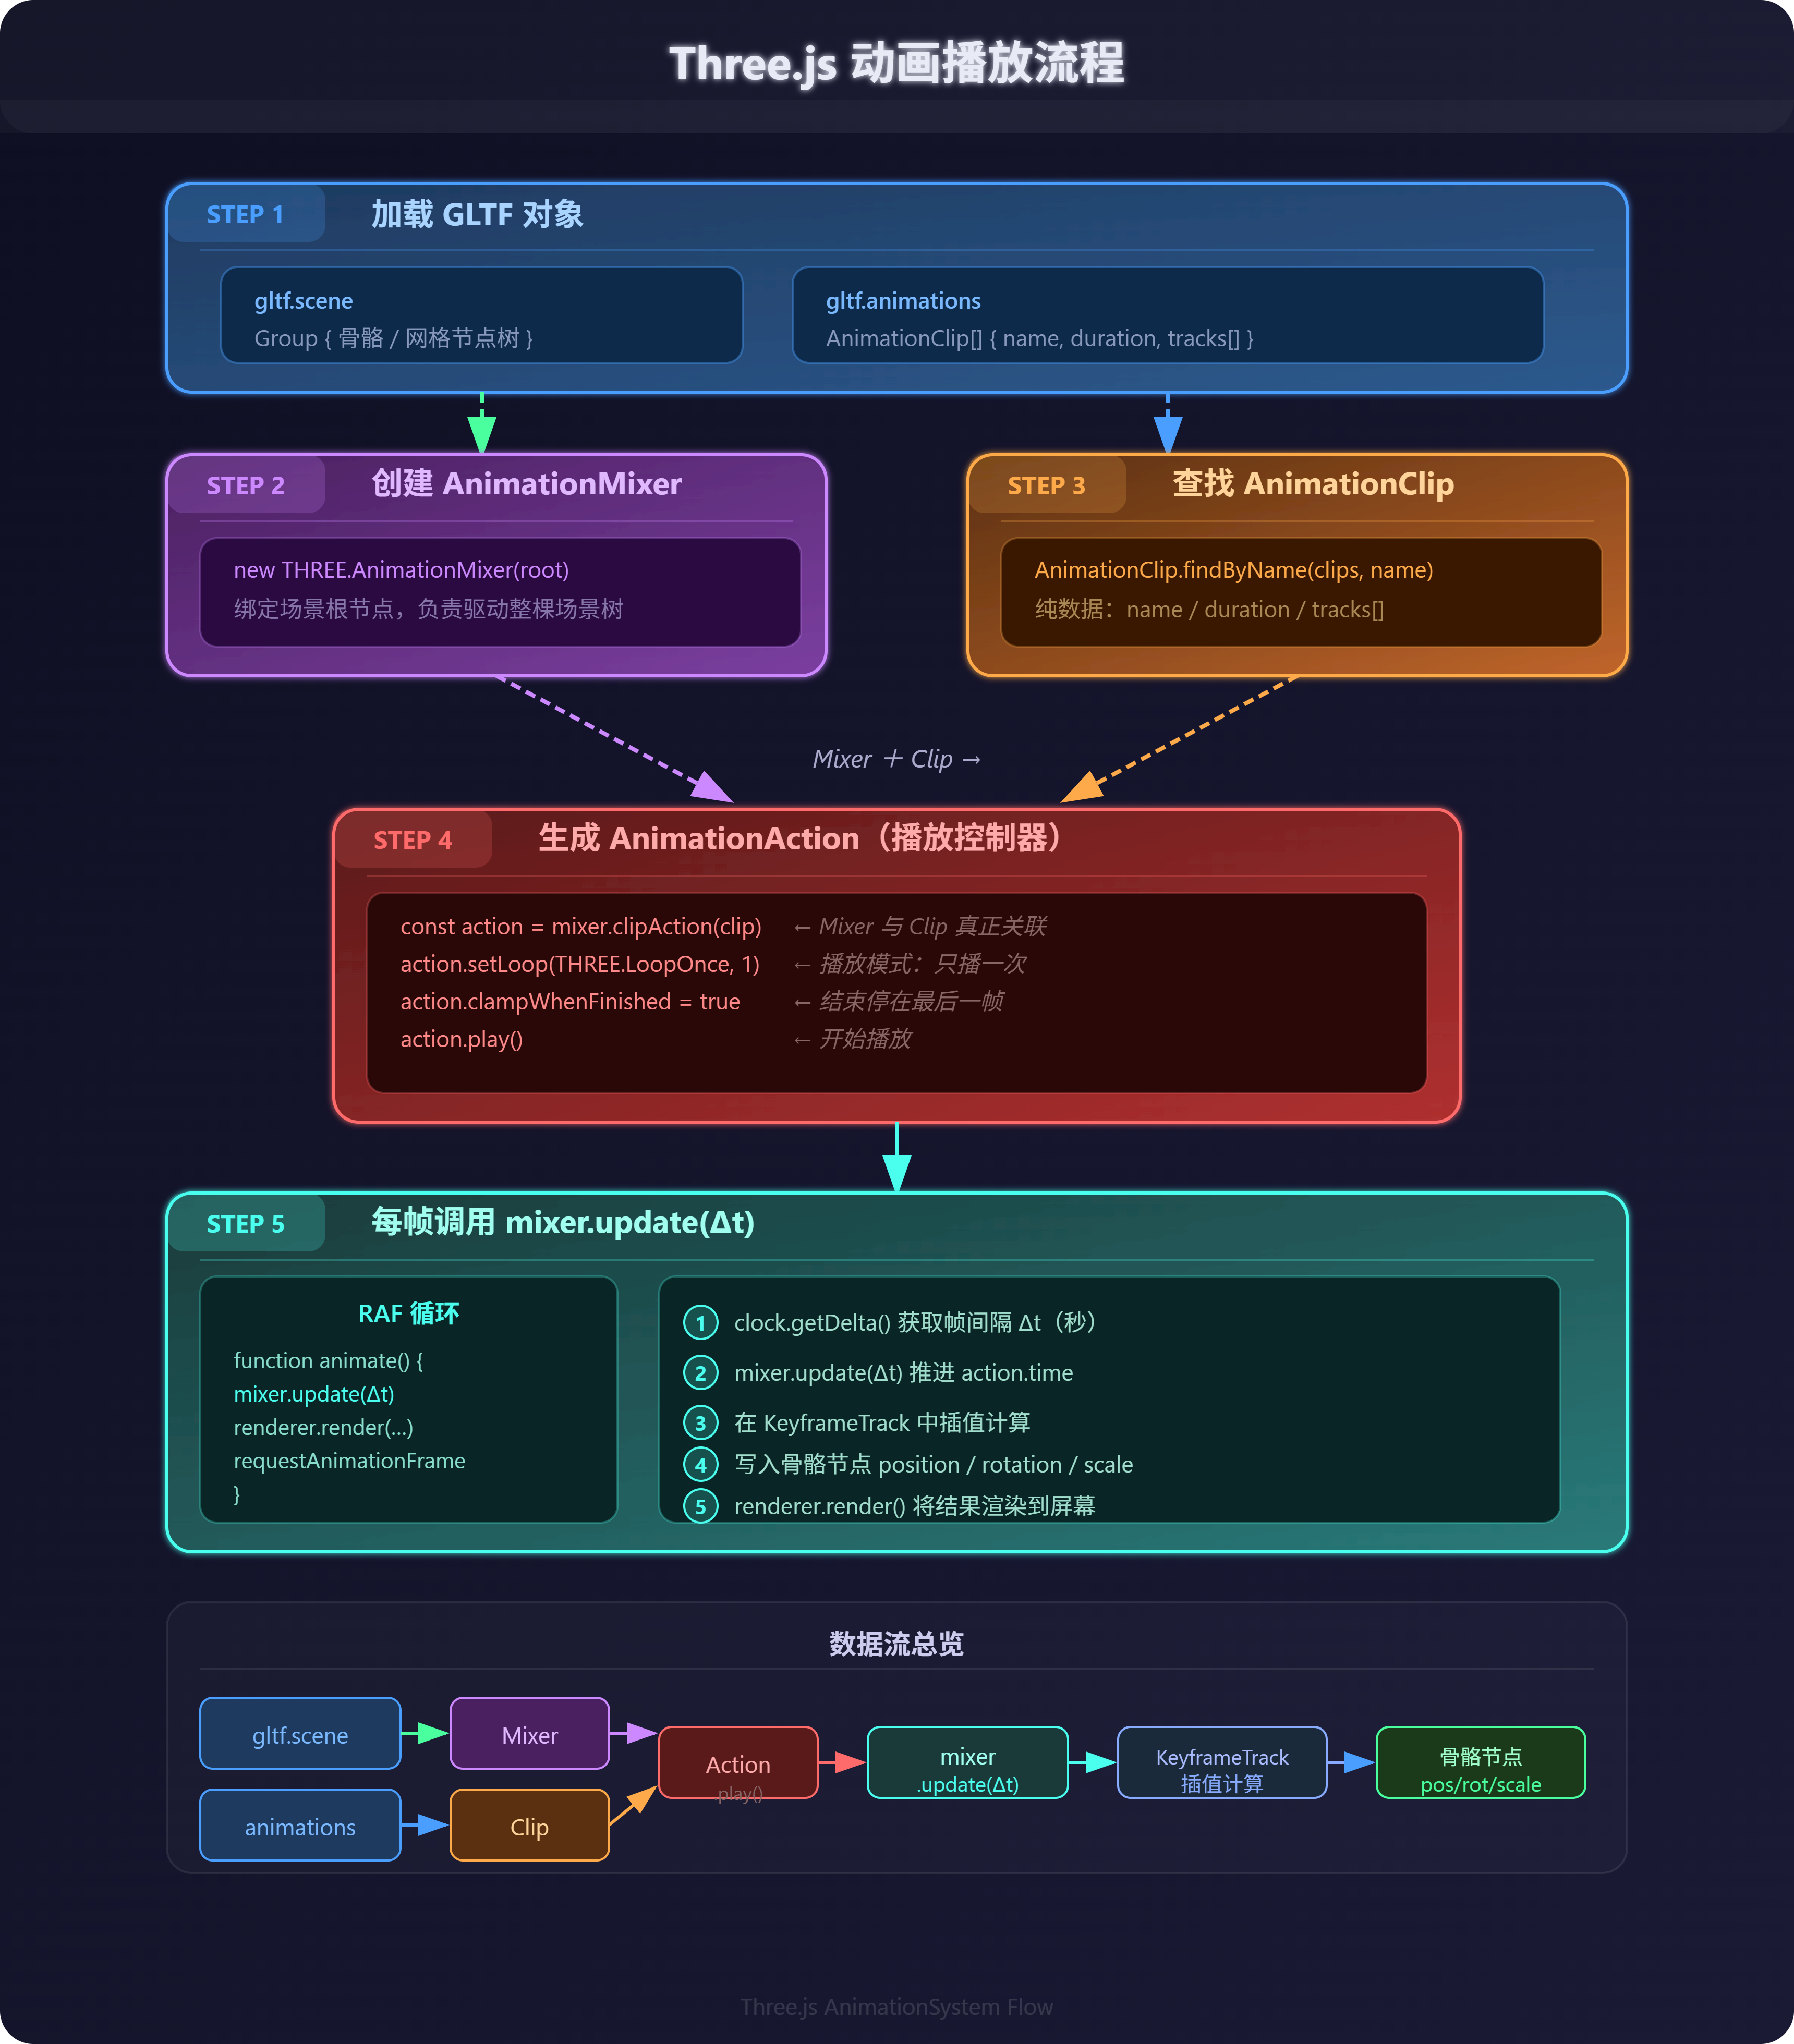 Three.js 动画播放流程
STEP 1
加载 GLTF 对象
gltf.scene
Group { 骨骼 / 网格节点树 }
gltf.animations
AnimationClip[] { name, duration, tracks[] }
STEP 2
创建 AnimationMixer
new THREE.AnimationMixer(root)
绑定场景根节点，负责驱动整棵场景树
STEP 3
查找 AnimationClip
AnimationClip.findByName(clips, name)
纯数据：name / duration / tracks[]
Mixer ＋ Clip →
STEP 4
生成 AnimationAction（播放控制器）
const action = mixer.clipAction(clip) ← Mixer 与 Clip 真正关联
action.setLoop(THREE.LoopOnce, 1) ← 播放模式：只播一次
action.clampWhenFinished = true ← 结束停在最后一帧
action.play() ← 开始播放
STEP 5
每帧调用 mixer.update(Δt)
RAF 循环
function animate() {
mixer.update(Δt)
renderer.render(...)
requestAnimationFrame
}
1 clock.getDelta() 获取帧间隔 Δt（秒）
2 mixer.update(Δt) 推进 action.time
3 在 KeyframeTrack 中插值计算
4 写入骨骼节点 position / rotation / scale
5 renderer.render() 将结果渲染到屏幕
数据流总览
gltf.scene
Mixer
animations
Clip
Action
play()
mixer
.update(Δt)
KeyframeTrack
插值计算
骨骼节点
pos/rot/scale
Three.js AnimationSystem Flow